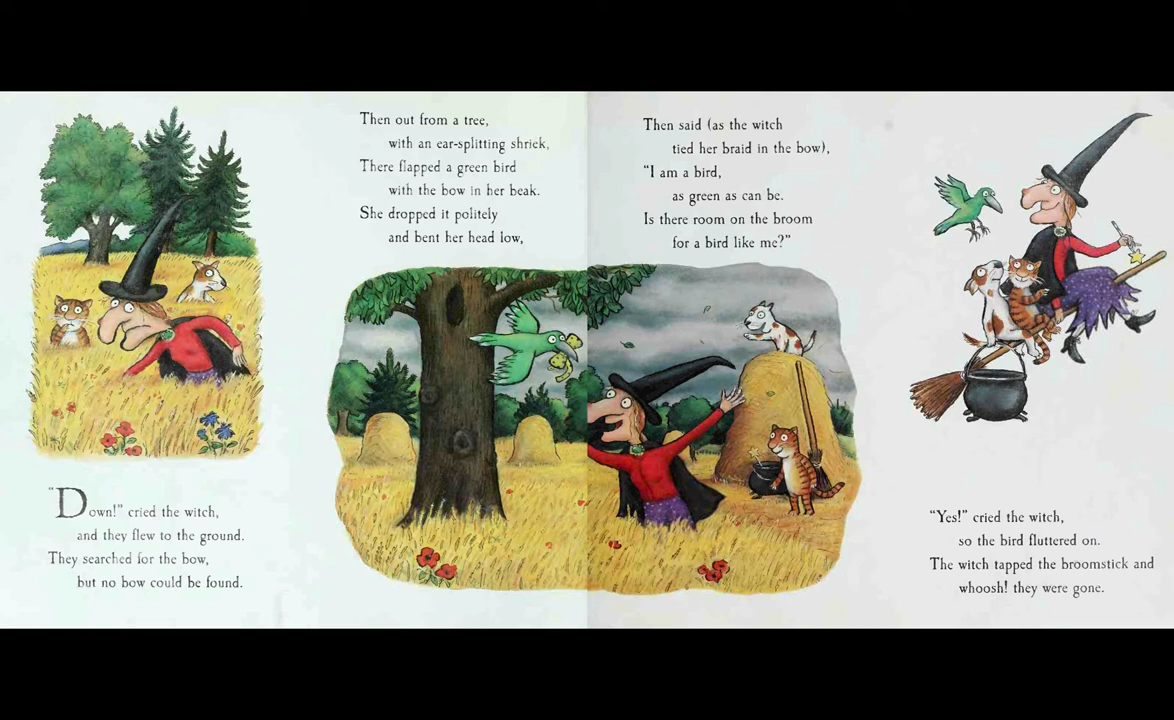 "Down!" cried the witch,
and they flew to the ground.
They searched for the bow,
but no bow could be found.
Then out from a tree,
with an ear-splitting shriek,
There flapped a green bird
with the bow in her beak.
She dropped it politely
and bent her head low,
Then said (as the witch
tied her braid in the bow),
"I am a bird,
as green as can be.
Is there room on the broom
for a bird like me?"
"Yes!" cried the witch,
so the bird fluttered on.
The witch tapped the broomstick and
whoosh! they were gone.